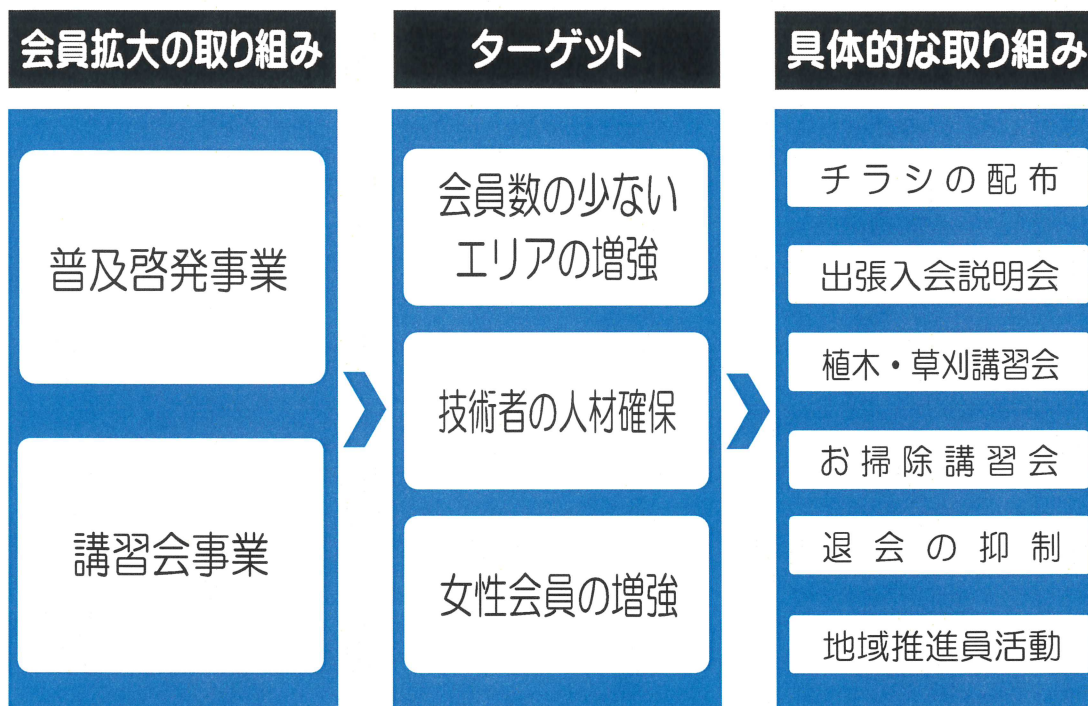 会員拡大の取り組み
普及啓発事業
講習会事業
ターゲット
会員数の少ない
エリアの増強
技術者の人材確保
女性会員の増強
具体的な取り組み
チラシの配布
出張入会説明会
植木・草刈講習会
お掃除講習会
退会の抑制
地域推進員活動